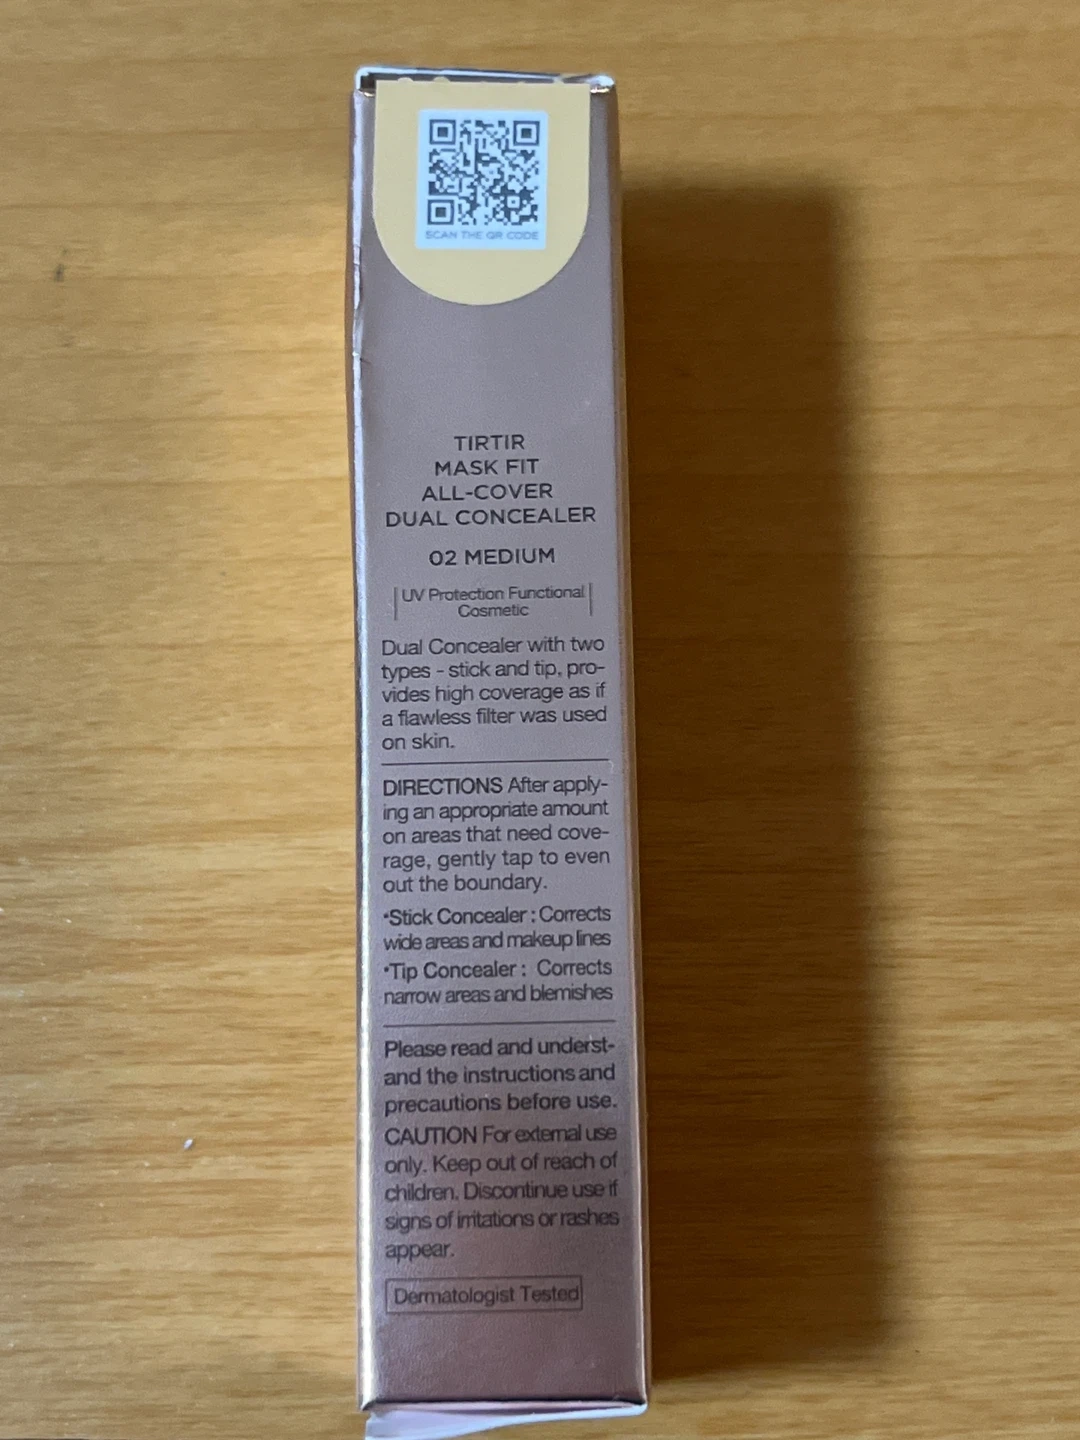 SCAN THE QR CODE
TIRTIR
MASK FIT
ALL-COVER
DUAL CONCEALER
02 MEDIUM
UV Protection Functional
Cosmetic
Dual Concealer with two
types - stick and tip, pro-
vides high coverage as if
a flawless filter was used
on skin.
DIRECTIONS After apply-
ing an appropriate amount
on areas that need cove-
rage, gently tap to even
out the boundary.
•Stick Concealer : Corrects
wide areas and makeup lines
•Tip Concealer : Corrects
narrow areas and blemishes
Please read and underst-
and the instructions and
precautions before use.
CAUTION For external use
only. Keep out of reach of
children. Discontinue use if
signs of irritations or rashes
appear.
Dermatologist Tested